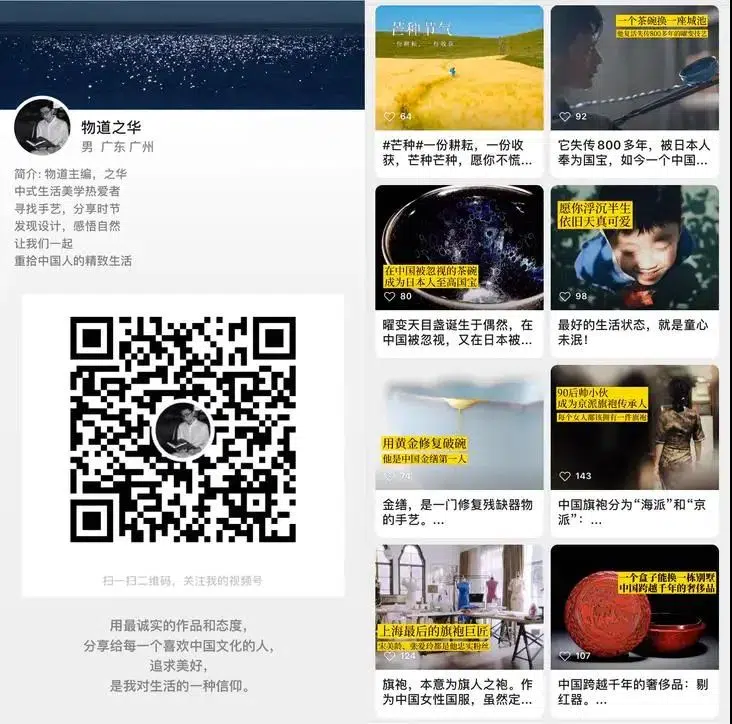 物道之华
男 广东 广州
简介: 物道主编，之华
中式生活美学热爱者
寻找手艺，分享时节
发现设计，感悟自然
让我们一起
重拾中国人的精致生活
扫一扫二维码，关注我的视频号
用最诚实的作品和态度，
分享给每一个喜欢中国文化的人，
追求美好，
是我对生活的一种信仰。
芒种节气
一份耕耘，一份收获
64
#芒种#一份耕耘，一份收
获，芒种芒种，愿你不慌...
一个茶碗换一座城池
他复活失传800多年的曜变技艺
92
它失传800多年，被日本人
奉为国宝，如今一个中国...
在中国被忽视的茶碗
成为日本人至高国宝
80
曜变天目盏诞生于偶然，在
中国被忽视，又在日本被...
愿你浮沉半生
依旧天真可爱
98
最好的生活状态，就是童心
未泯！
用黄金修复破碗
他是中国金缮第一人
74
金缮，是一门修复残缺器物
的手艺。...
90后帅小伙
成为京派旗袍传承人
每个女人都该拥有一件旗袍
143
中国旗袍分为“海派”和“京
派”：...
上海最后的旗袍巨匠
宋美龄、张爱玲都是他忠实粉丝
124
旗袍，本意为旗人之袍。作
为中国女性国服，虽然定...
一个盒子能换一栋别墅
中国跨越千年的奢侈品
107
中国跨越千年的奢侈品：剔
红器。...